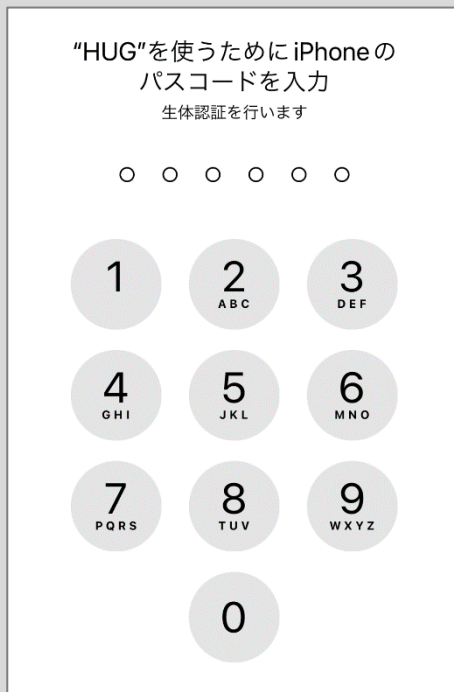 “HUG”を使うためにiPhoneの
パスコードを入力
生体認証を行います
1
2
ABC
3
DEF
4
GHI
5
JKL
6
MNO
7
PQRS
8
TUV
9
WXYZ
0